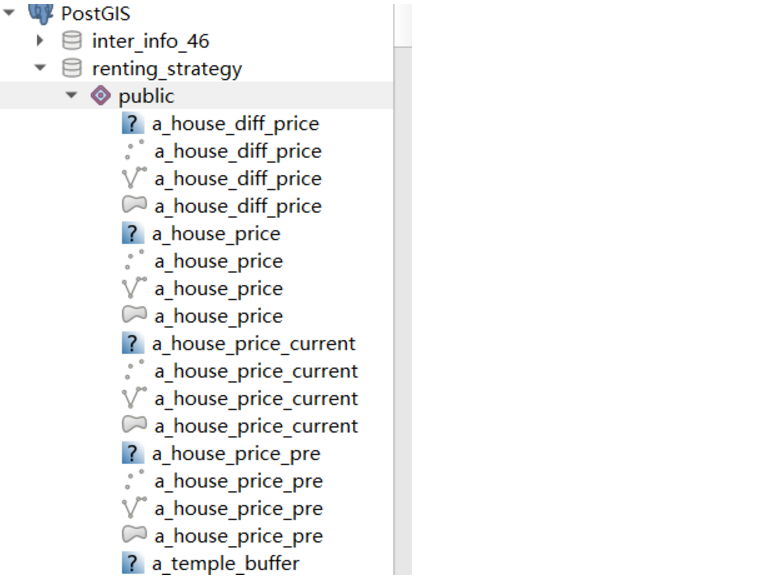 PostGIS
inter_info_46
renting_strategy
public
a_house_diff_price
a_house_diff_price
a_house_diff_price
a_house_diff_price
a_house_price
a_house_price
a_house_price
a_house_price
a_house_price_current
a_house_price_current
a_house_price_current
a_house_price_current
a_house_price_pre
a_house_price_pre
a_house_price_pre
a_house_price_pre
a_temple_buffer